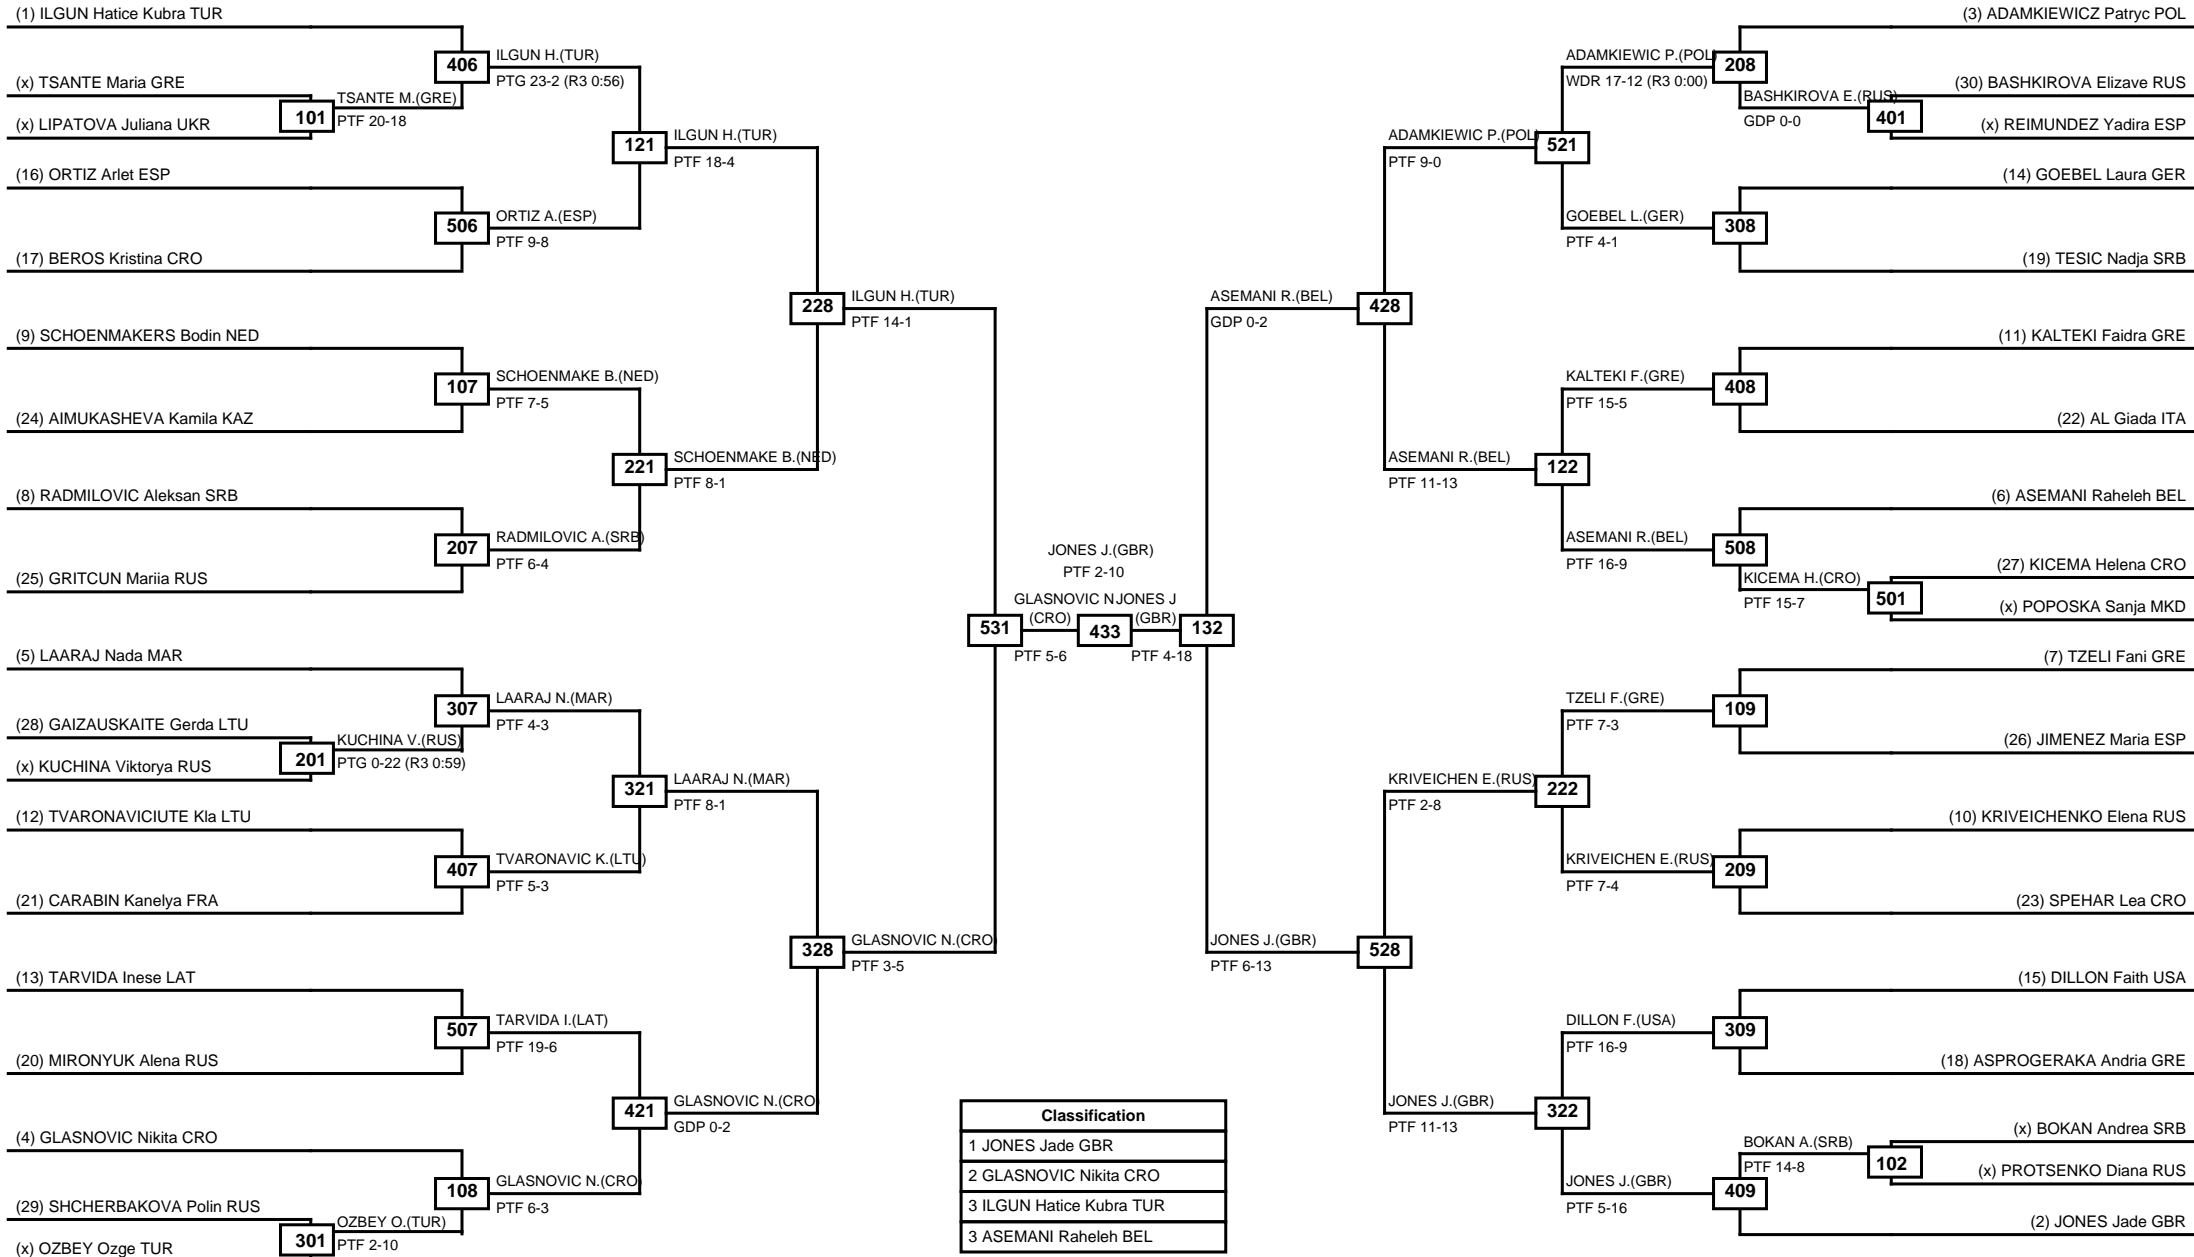 (1) ILGUN Hatice Kubra TUR
406
ILGUN H.(TUR)
PTG 23-2 (R3 0:56)
(x) TSANTE Maria GRE
101
TSANTE M.(GRE)
PTF 20-18
(x) LIPATOVA Juliana UKR
121
ILGUN H.(TUR)
PTF 18-4
(16) ORTIZ Arlet ESP
506
ORTIZ A.(ESP)
PTF 9-8
(17) BEROS Kristina CRO
228
ILGUN H.(TUR)
PTF 14-1
(9) SCHOENMAKERS Bodin NED
107
SCHOENMAKE B.(NED)
PTF 7-5
(24) AIMUKASHEVA Kamila KAZ
221
SCHOENMAKE B.(NED)
PTF 8-1
(8) RADMILOVIC Aleksan SRB
207
RADMILOVIC A.(SRB)
PTF 6-4
(25) GRITCUN Mariia RUS
(5) LAARAJ Nada MAR
307
LAARAJ N.(MAR)
PTF 4-3
(28) GAIZAUSKAITE Gerda LTU
201
KUCHINA V.(RUS)
PTG 0-22 (R3 0:59)
(x) KUCHINA Viktorya RUS
321
LAARAJ N.(MAR)
PTF 8-1
(12) TVARONAVICIUTE Kla LTU
407
TVARONAVIC K.(LTU)
PTF 5-3
(21) CARABIN Kanelya FRA
328
GLASNOVIC N.(CRO)
PTF 3-5
(13) TARVIDA Inese LAT
507
TARVIDA I.(LAT)
PTF 19-6
(20) MIRONYUK Alena RUS
421
GLASNOVIC N.(CRO)
GDP 0-2
(4) GLASNOVIC Nikita CRO
108
GLASNOVIC N.(CRO)
PTF 6-3
(29) SHCHERBAKOVA Polin RUS
301
OZBEY O.(TUR)
PTF 2-10
(x) OZBEY Ozge TUR
JONES J.(GBR)
PTF 2-10
GLASNOVIC N JONES J
531
(CRO)
433
(GBR)
132
PTF 5-6
PTF 4-18
Classification
1 JONES Jade GBR
2 GLASNOVIC Nikita CRO
3 ILGUN Hatice Kubra TUR
3 ASEMANI Raheleh BEL
(3) ADAMKIEWICZ Patryc POL
ADAMKIEWIC P.(POL)
WDR 17-12 (R3 0:00)
208
(30) BASHKIROVA Elizave RUS
BASHKIROVA E.(RUS)
GDP 0-0
401
(x) REIMUNDEZ Yadira ESP
ADAMKIEWIC P.(POL)
PTF 9-0
521
(14) GOEBEL Laura GER
GOEBEL L.(GER)
PTF 4-1
308
(19) TESIC Nadja SRB
ASEMANI R.(BEL)
GDP 0-2
428
(11) KALTEKI Faidra GRE
KALTEKI F.(GRE)
PTF 15-5
408
(22) AL Giada ITA
ASEMANI R.(BEL)
PTF 11-13
122
(6) ASEMANI Raheleh BEL
ASEMANI R.(BEL)
PTF 16-9
508
(27) KICEMA Helena CRO
KICEMA H.(CRO)
PTF 15-7
501
(x) POPOSKA Sanja MKD
(7) TZELI Fani GRE
TZELI F.(GRE)
PTF 7-3
109
(26) JIMENEZ Maria ESP
KRIVEICHEN E.(RUS)
PTF 2-8
222
(10) KRIVEICHENKO Elena RUS
KRIVEICHEN E.(RUS)
PTF 7-4
209
(23) SPEHAR Lea CRO
JONES J.(GBR)
PTF 6-13
528
(15) DILLON Faith USA
DILLON F.(USA)
PTF 16-9
309
(18) ASPROGERAKA Andria GRE
JONES J.(GBR)
PTF 11-13
322
(x) BOKAN Andrea SRB
BOKAN A.(SRB)
PTF 14-8
102
(x) PROTSENKO Diana RUS
JONES J.(GBR)
PTF 5-16
409
(2) JONES Jade GBR